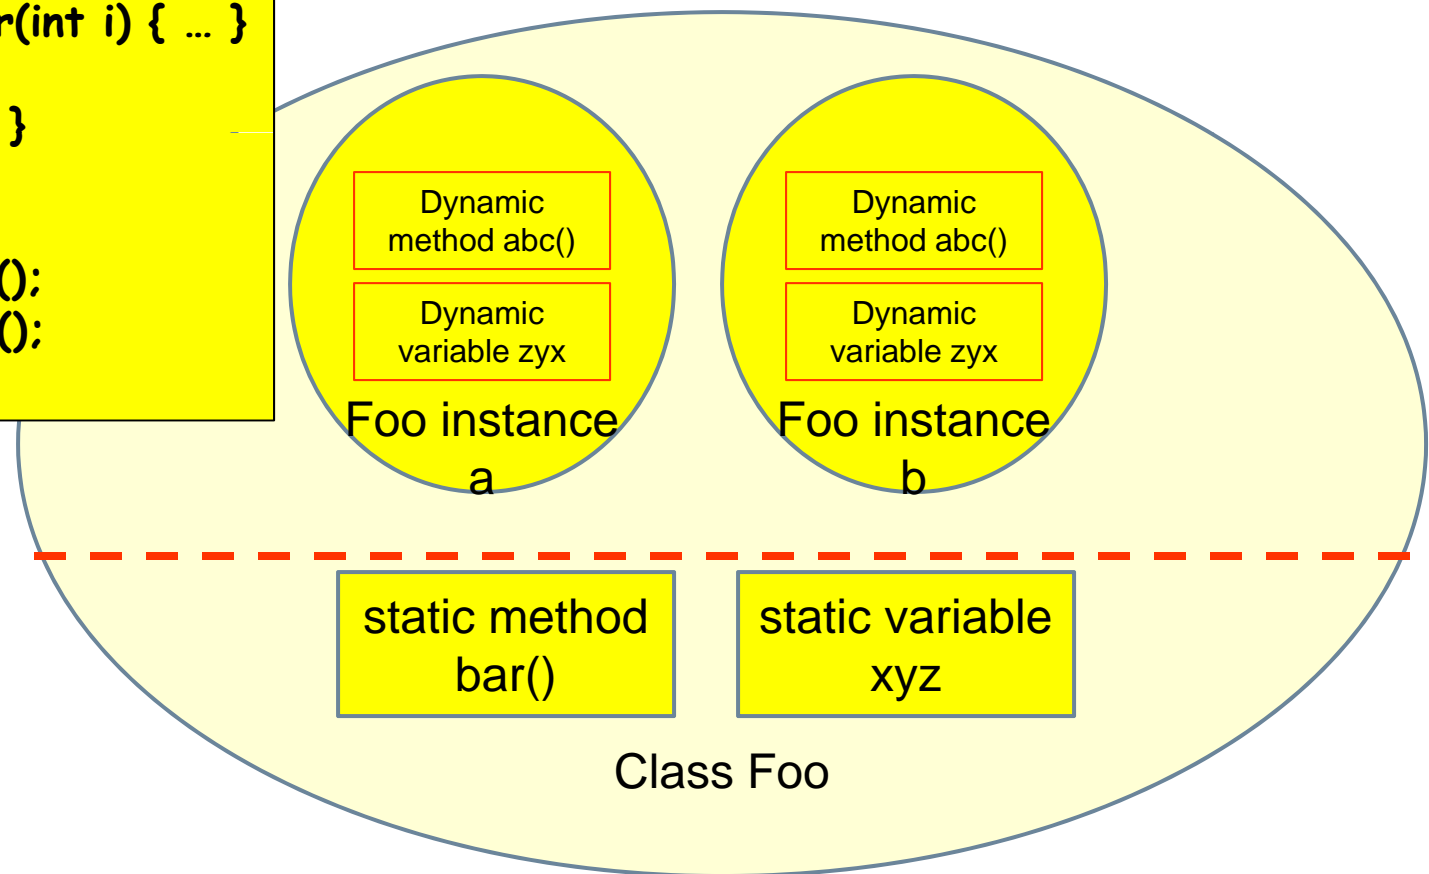 r(int i) { … }
}
();
();
Dynamic
method abc()
Dynamic
variable zyx
Foo instance
a
Dynamic
method abc()
Dynamic
variable zyx
Foo instance
b
static method
bar()
static variable
xyz
Class Foo